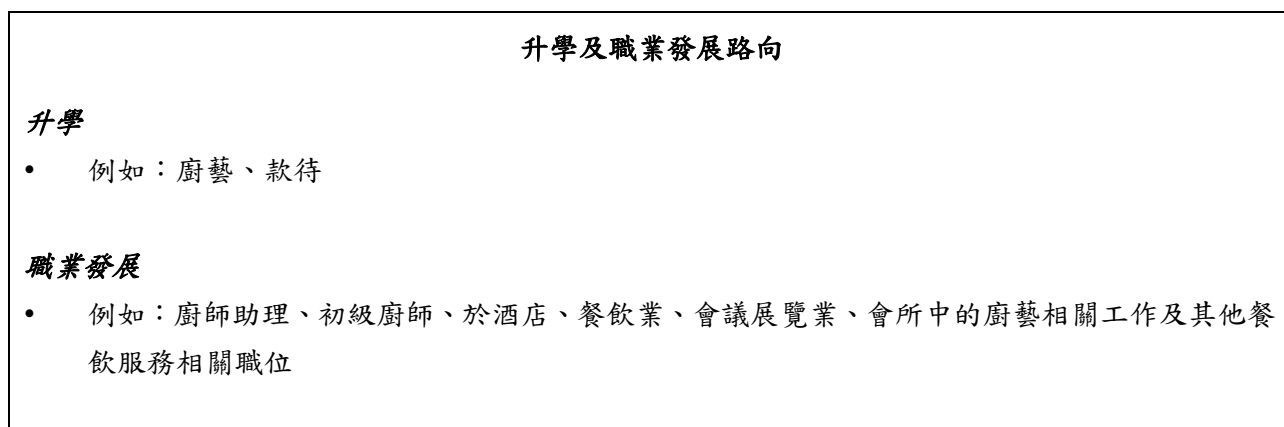 升學及職業發展路向
升學
• 例如：廚藝、款待
職業發展
• 例如：廚師助理、初級廚師、於酒店、餐飲業、會議展覽業、會所中的廚藝相關工作及其他餐
飲服務相關職位